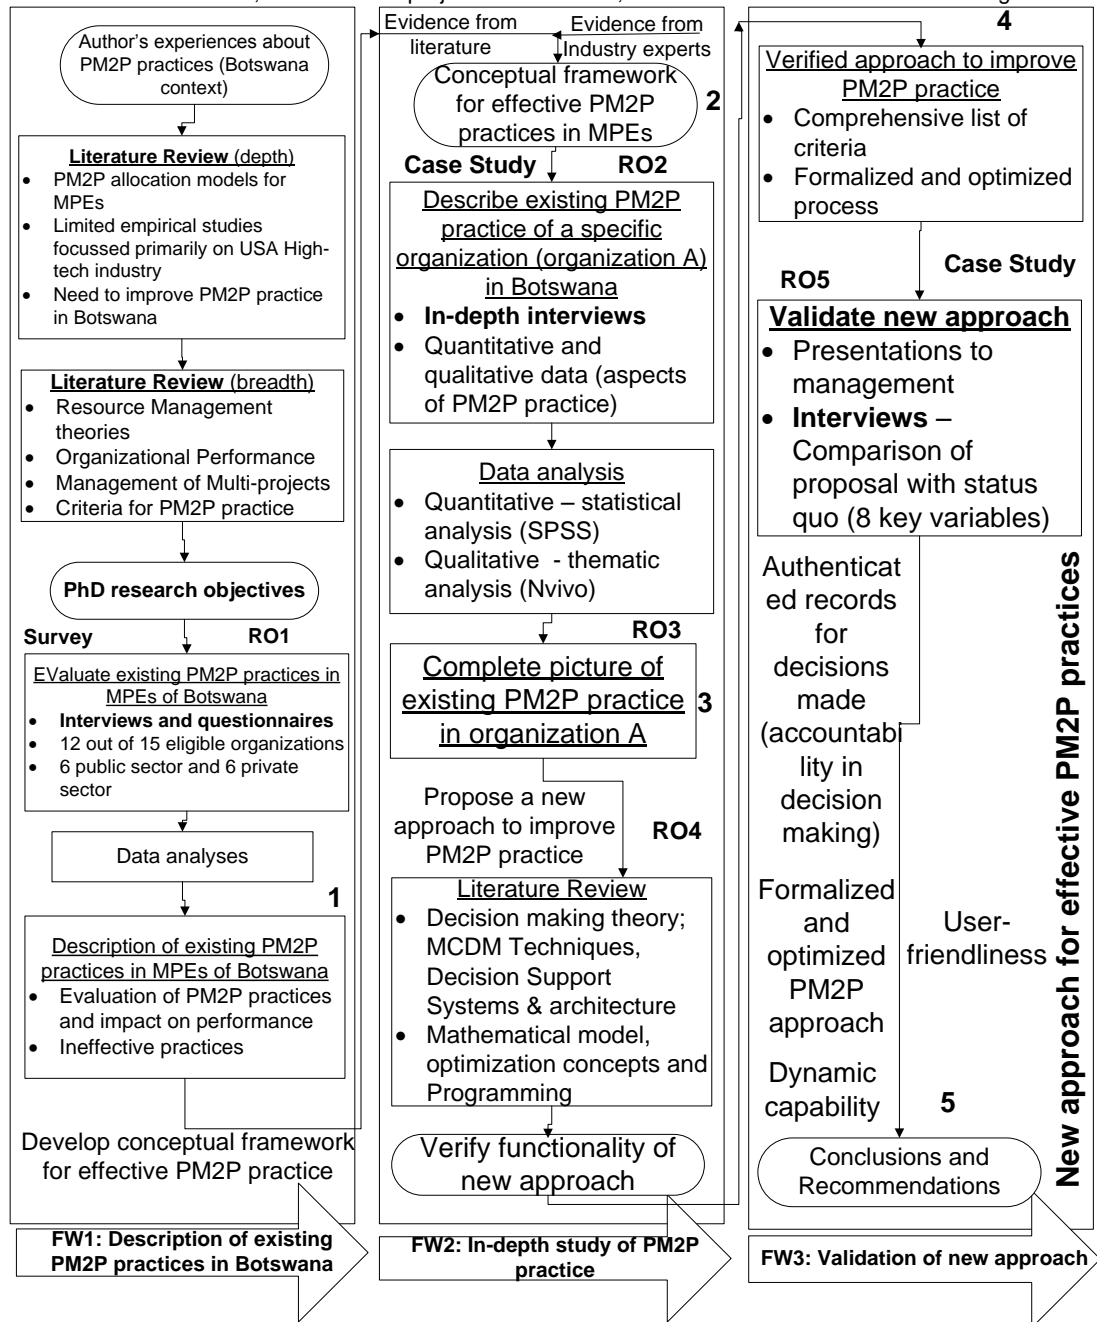 Author's experiences about
PM2P practices (Botswana
context)
Literature Review (depth)
• PM2P allocation models for
MPEs
• Limited empirical studies
focussed primarily on USA High-
tech industry
• Need to improve PM2P practice
in Botswana
Literature Review (breadth)
• Resource Management
theories
• Organizational Performance
• Management of Multi-projects
• Criteria for PM2P practice
PhD research objectives
Survey
RO1
EValuate existing PM2P practices in
MPEs of Botswana
• Interviews and questionnaires
• 12 out of 15 eligible organizations
• 6 public sector and 6 private
sector
Data analyses
1
Description of existing PM2P
practices in MPEs of Botswana
• Evaluation of PM2P practices
and impact on performance
• Ineffective practices
Develop conceptual framework
for effective PM2P practice
FW1: Description of existing
PM2P practices in Botswana
Evidence from
literature
Evidence from
Industry experts
Conceptual framework
for effective PM2P
practices in MPEs
2
Case Study
RO2
Describe existing PM2P
practice of a specific
organization (organization A)
in Botswana
• In-depth interviews
• Quantitative and
qualitative data (aspects
of PM2P practice)
Data analysis
• Quantitative – statistical
analysis (SPSS)
• Qualitative - thematic
analysis (Nvivo)
RO3
Complete picture of
existing PM2P practice
in organization A
3
Propose a new
approach to improve
PM2P practice
RO4
Literature Review
• Decision making theory;
MCDM Techniques,
Decision Support
Systems & architecture
• Mathematical model,
optimization concepts and
Programming
Verify functionality of
new approach
FW2: In-depth study of PM2P
practice
4
Verified approach to improve
PM2P practice
• Comprehensive list of
criteria
• Formalized and optimized
process
Case Study
RO5
Validate new approach
• Presentations to
management
• Interviews –
Comparison of
proposal with status
quo (8 key variables)
Authenticat
ed records
for
decisions
made
(accountabi
lity in
decision
making)
Formalized
and
optimized
PM2P
approach
User-
friendliness
Dynamic
capability
5
Conclusions and
Recommendations
New approach for effective PM2P practices
FW3: Validation of new approach